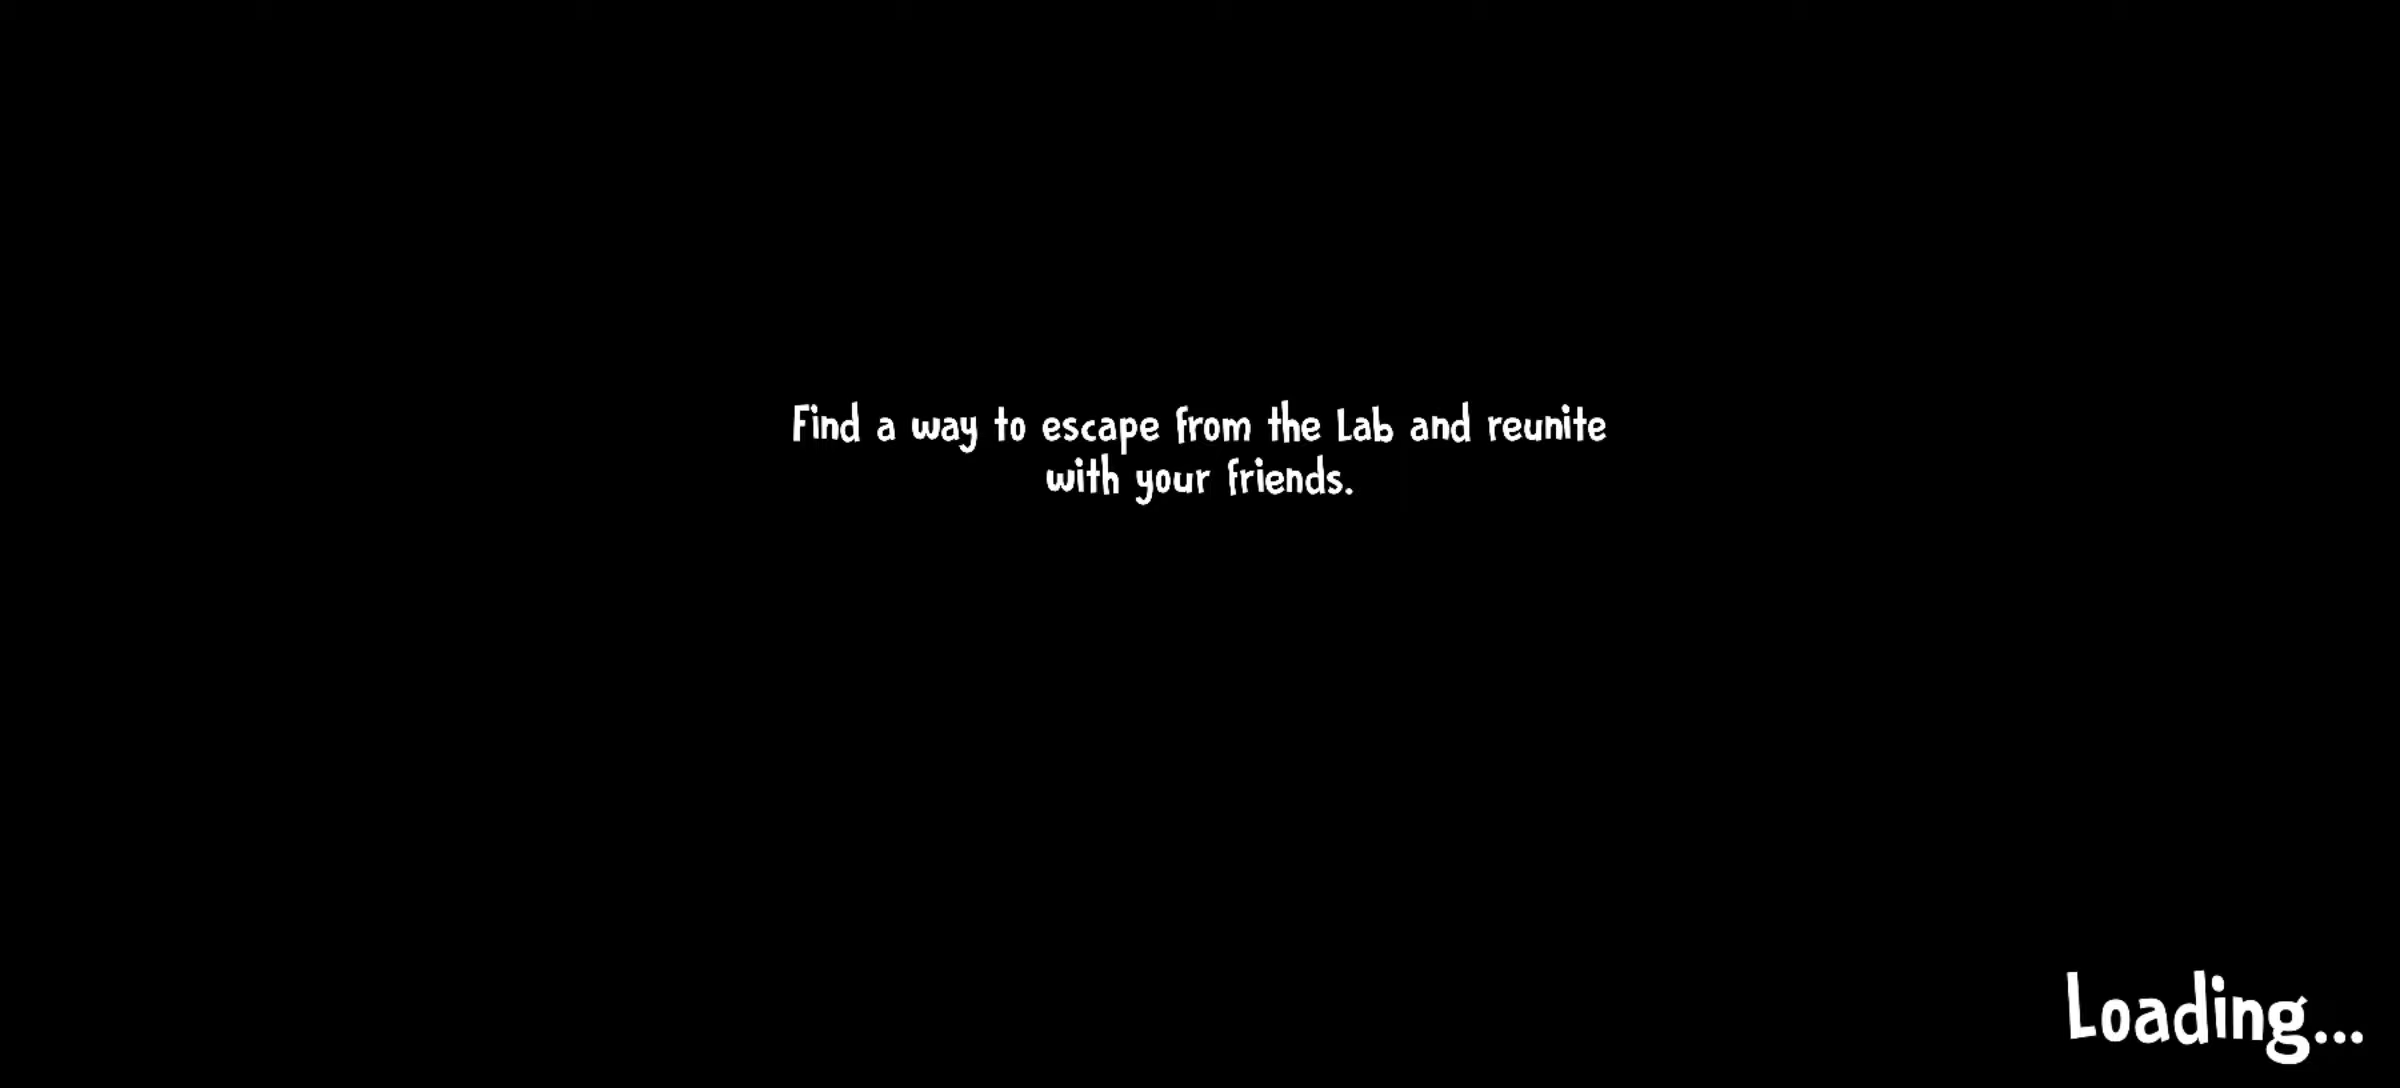 Find a way to escape from the Lab and reunite
with your friends.
Loading...